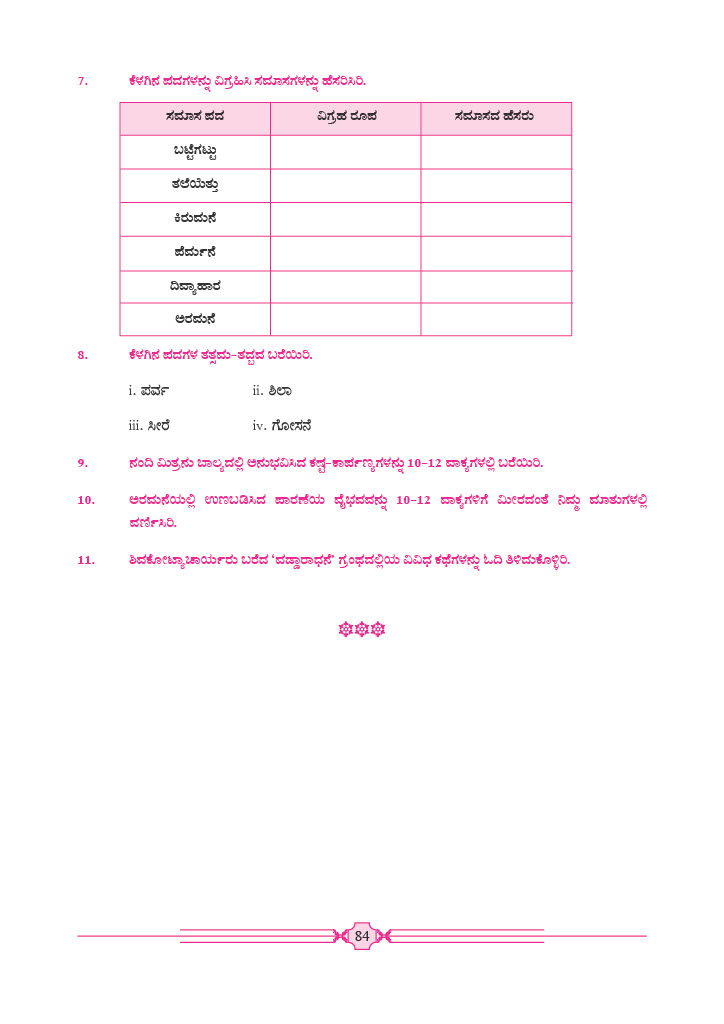 7. ಕೆಳಗಿನ ಪದಗಳನ್ನು ವಿಗ್ರಹಿಸಿ ಸಮಾಸಗಳನ್ನು ಹೆಸರಿಸಿರಿ.
ಸಮಾಸ ಪದ ವಿಗ್ರಹ ರೂಪ ಸಮಾಸದ ಹೆಸರು
ಬಟ್ಟೆಗಟ್ಟು
ತಲೆಯೆತ್ತು
ಕಿರುಮನೆ
ಪೆರ್ಮನೆ
ದಿವ್ಯಾಹಾರ
ಅರಮನೆ
8. ಕೆಳಗಿನ ಪದಗಳ ತತ್ಸಮ-ತದ್ಭವ ಬರೆಯಿರಿ.
i. ಪರ್ವ ii. ಶಿಲಾ
iii. ಸೀರೆ iv. ಗೋಸನೆ
9. ನಂದಿ ಮಿತ್ರನು ಬಾಲ್ಯದಲ್ಲಿ ಅನುಭವಿಸಿದ ಕಷ್ಟ-ಕಾರ್ಪಣ್ಯಗಳನ್ನು 10-12 ವಾಕ್ಯಗಳಲ್ಲಿ ಬರೆಯಿರಿ.
10. ಅರಮನೆಯಲ್ಲಿ ಉಣಬಡಿಸಿದ ಪಾರಣೆಯ ವೈಭವವನ್ನು 10-12 ವಾಕ್ಯಗಳಿಗೆ ಮೀರದಂತೆ ನಿಮ್ಮ ಮಾತುಗಳಲ್ಲಿ
ವರ್ಣಿಸಿರಿ.
11. ಶಿವಕೋಟ್ಯಾಚಾರ್ಯರು ಬರೆದ 'ವಡ್ಡಾರಾಧನೆ' ಗ್ರಂಥದಲ್ಲಿಯ ವಿವಿಧ ಕಥೆಗಳನ್ನು ಓದಿ ತಿಳಿದುಕೊಳ್ಳಿರಿ.
84